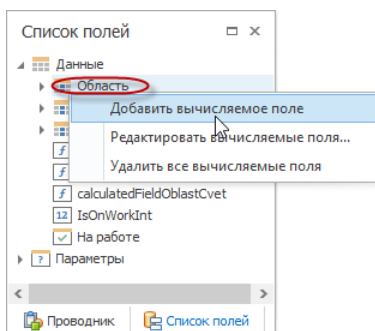 Список полей
Данные
Область
Добавить вычисляемое поле
Редактировать вычисляемые поля...
Удалить все вычисляемые поля
calculatedFieldOblastCvet
IsOnWorkInt
На работе
Параметры
Проводник
Список полей